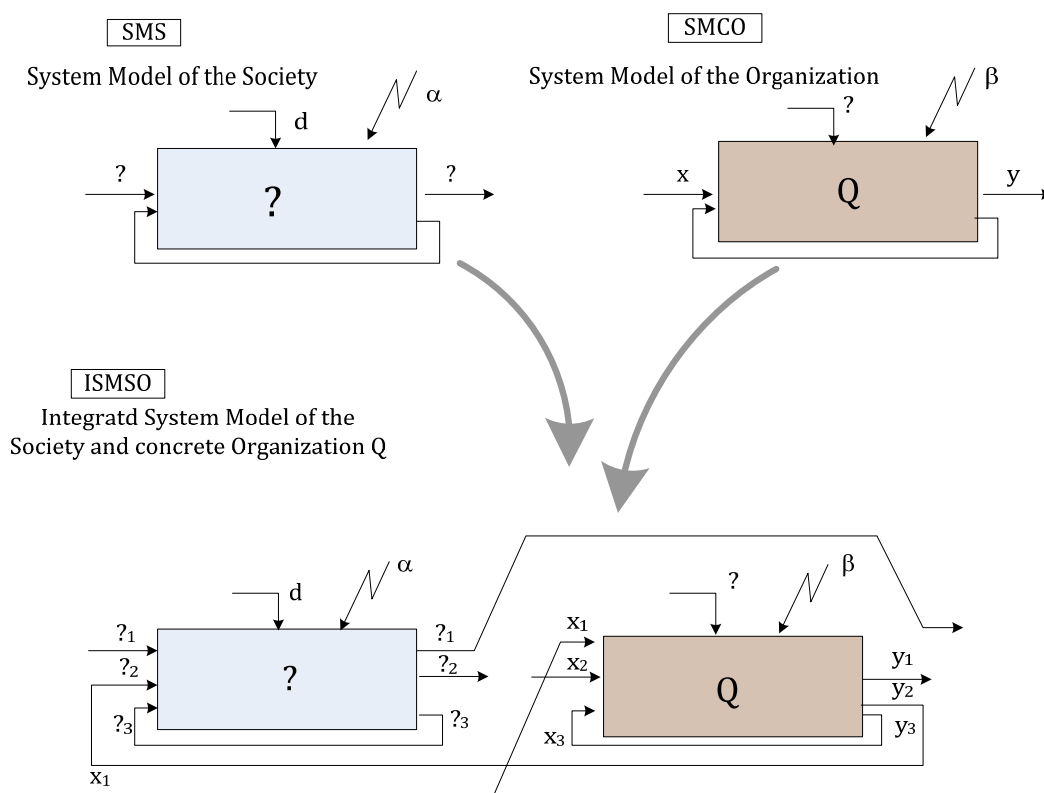 SMS
System Model of the Society
α
d
?
?
?
SMCO
System Model of the Organization
β
?
x
Q
y
ISMSO
Integratd System Model of the
Society and concrete Organization Q
α
d
?1
?2
?3
?
?1
?2
?3
x1
β
?
x1
x2
x3
Q
y1
y2
y3